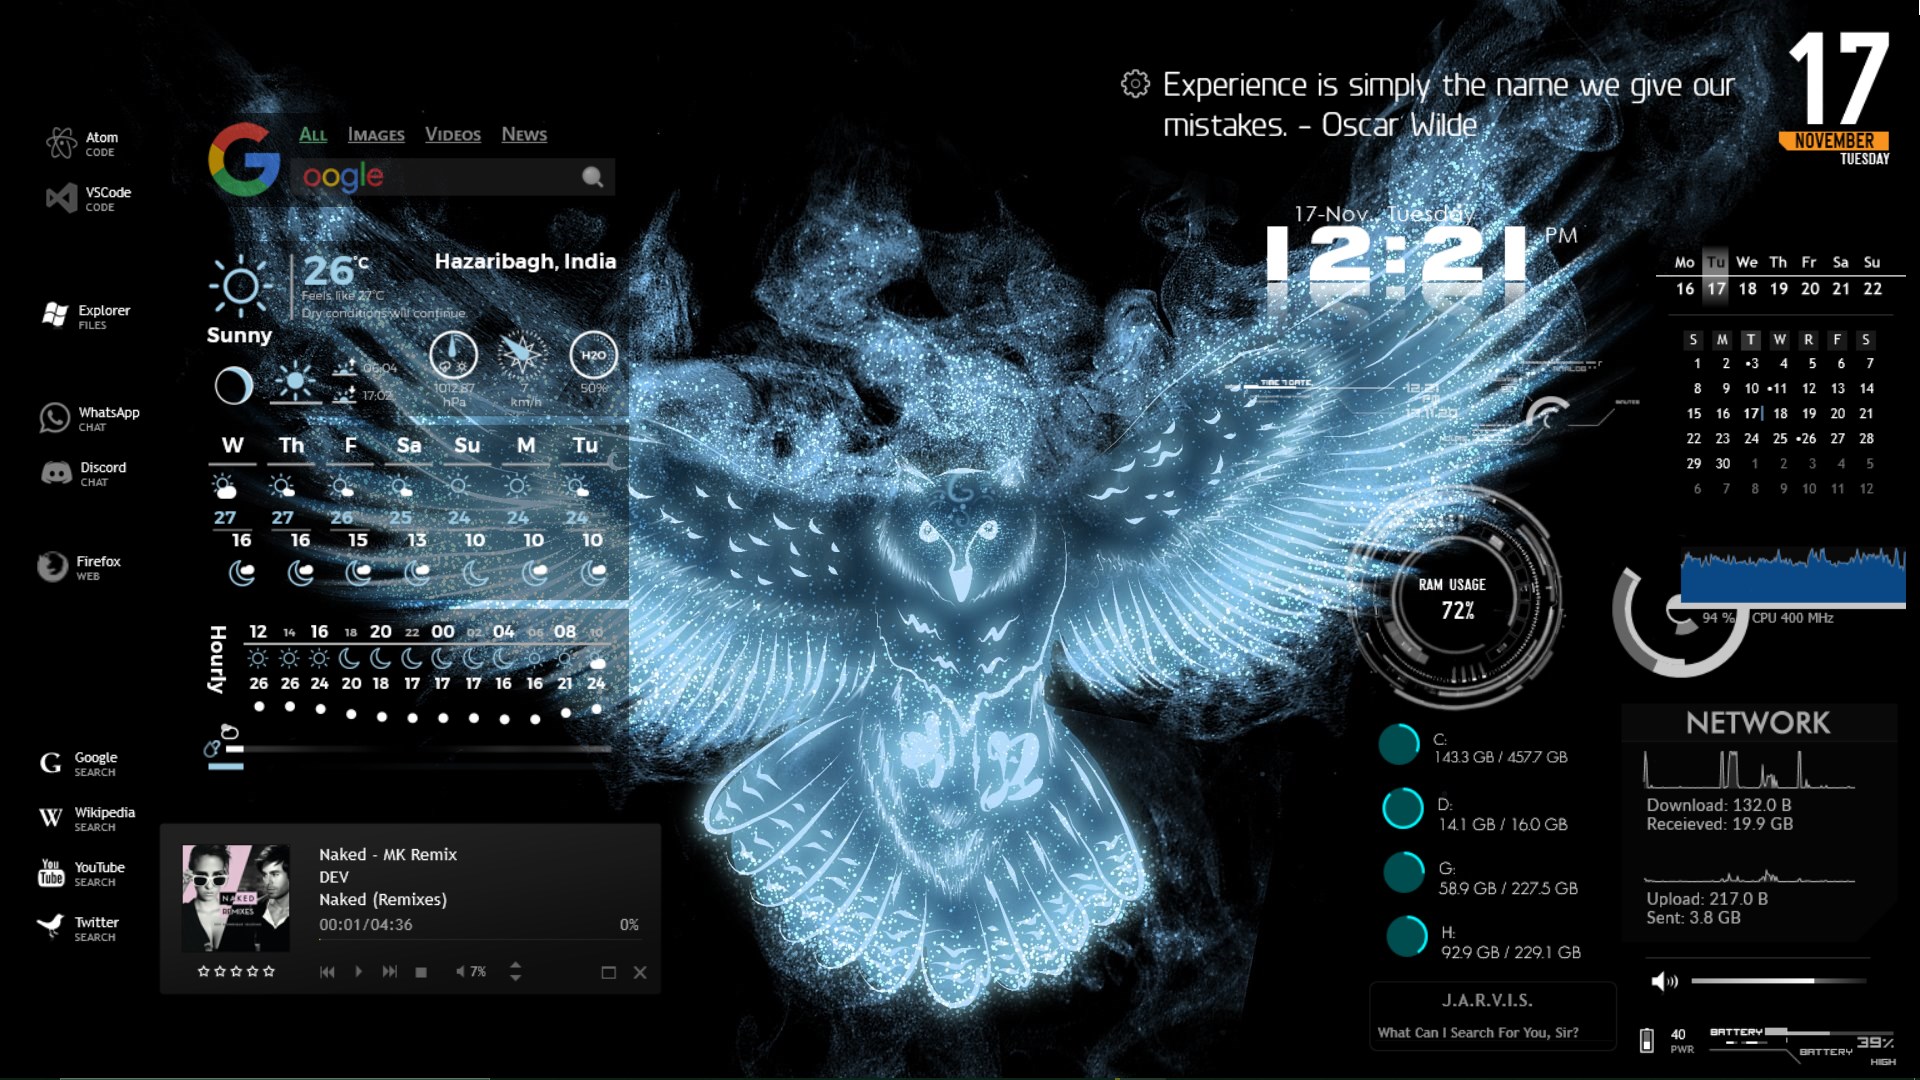 Atom
CODE
VSCode
CODE
Explorer
FILES
WhatsApp
CHAT
Discord
CHAT
Firefox
WEB
G Google
SEARCH
W Wikipedia
SEARCH
You Tube YouTube
SEARCH
Twitter
SEARCH
ALL IMAGES VIDEOS NEWS
G oogle
26°C
Feels like 27°C
Dry conditions will continue.
Hazaribagh, India
Sunny
06:04
17:02
1012.87
hPa
7
km/h
H2O
50%
W Th F Sa Su M Tu
27 27 26 25 24 24 24
16 16 15 13 10 10 10
Hourly
12 14 16 18 20 22 00 02 04 06 08 10
26 26 24 20 18 17 17 17 16 16 21 24
NAKED
REMIXES
Naked - MK Remix
DEV
Naked (Remixes)
00:01/04:36
0%
7%
Experience is simply the name we give our
mistakes. - Oscar Wilde
17
NOVEMBER
TUESDAY
17-Nov., Tuesday
12:21 PM
TIME & DATE
12:21
PM
MINUTES
Mo Tu We Th Fr Sa Su
16 17 18 19 20 21 22
S M T W R F S
1 2 •3 4 5 6 7
8 9 10 •11 12 13 14
15 16 17 18 19 20 21
22 23 24 25 •26 27 28
29 30 1 2 3 4 5
6 7 8 9 10 11 12
RAM USAGE
72%
94 % CPU 400 MHz
C:
143.3 GB / 457.7 GB
D:
14.1 GB / 16.0 GB
G:
58.9 GB / 227.5 GB
H:
92.9 GB / 229.1 GB
NETWORK
Download: 132.0 B
Receieved: 19.9 GB
Upload: 217.0 B
Sent: 3.8 GB
J.A.R.V.I.S.
What Can I Search For You, Sir?
40
PWR
BATTERY
BATTERY
39%
HIGH